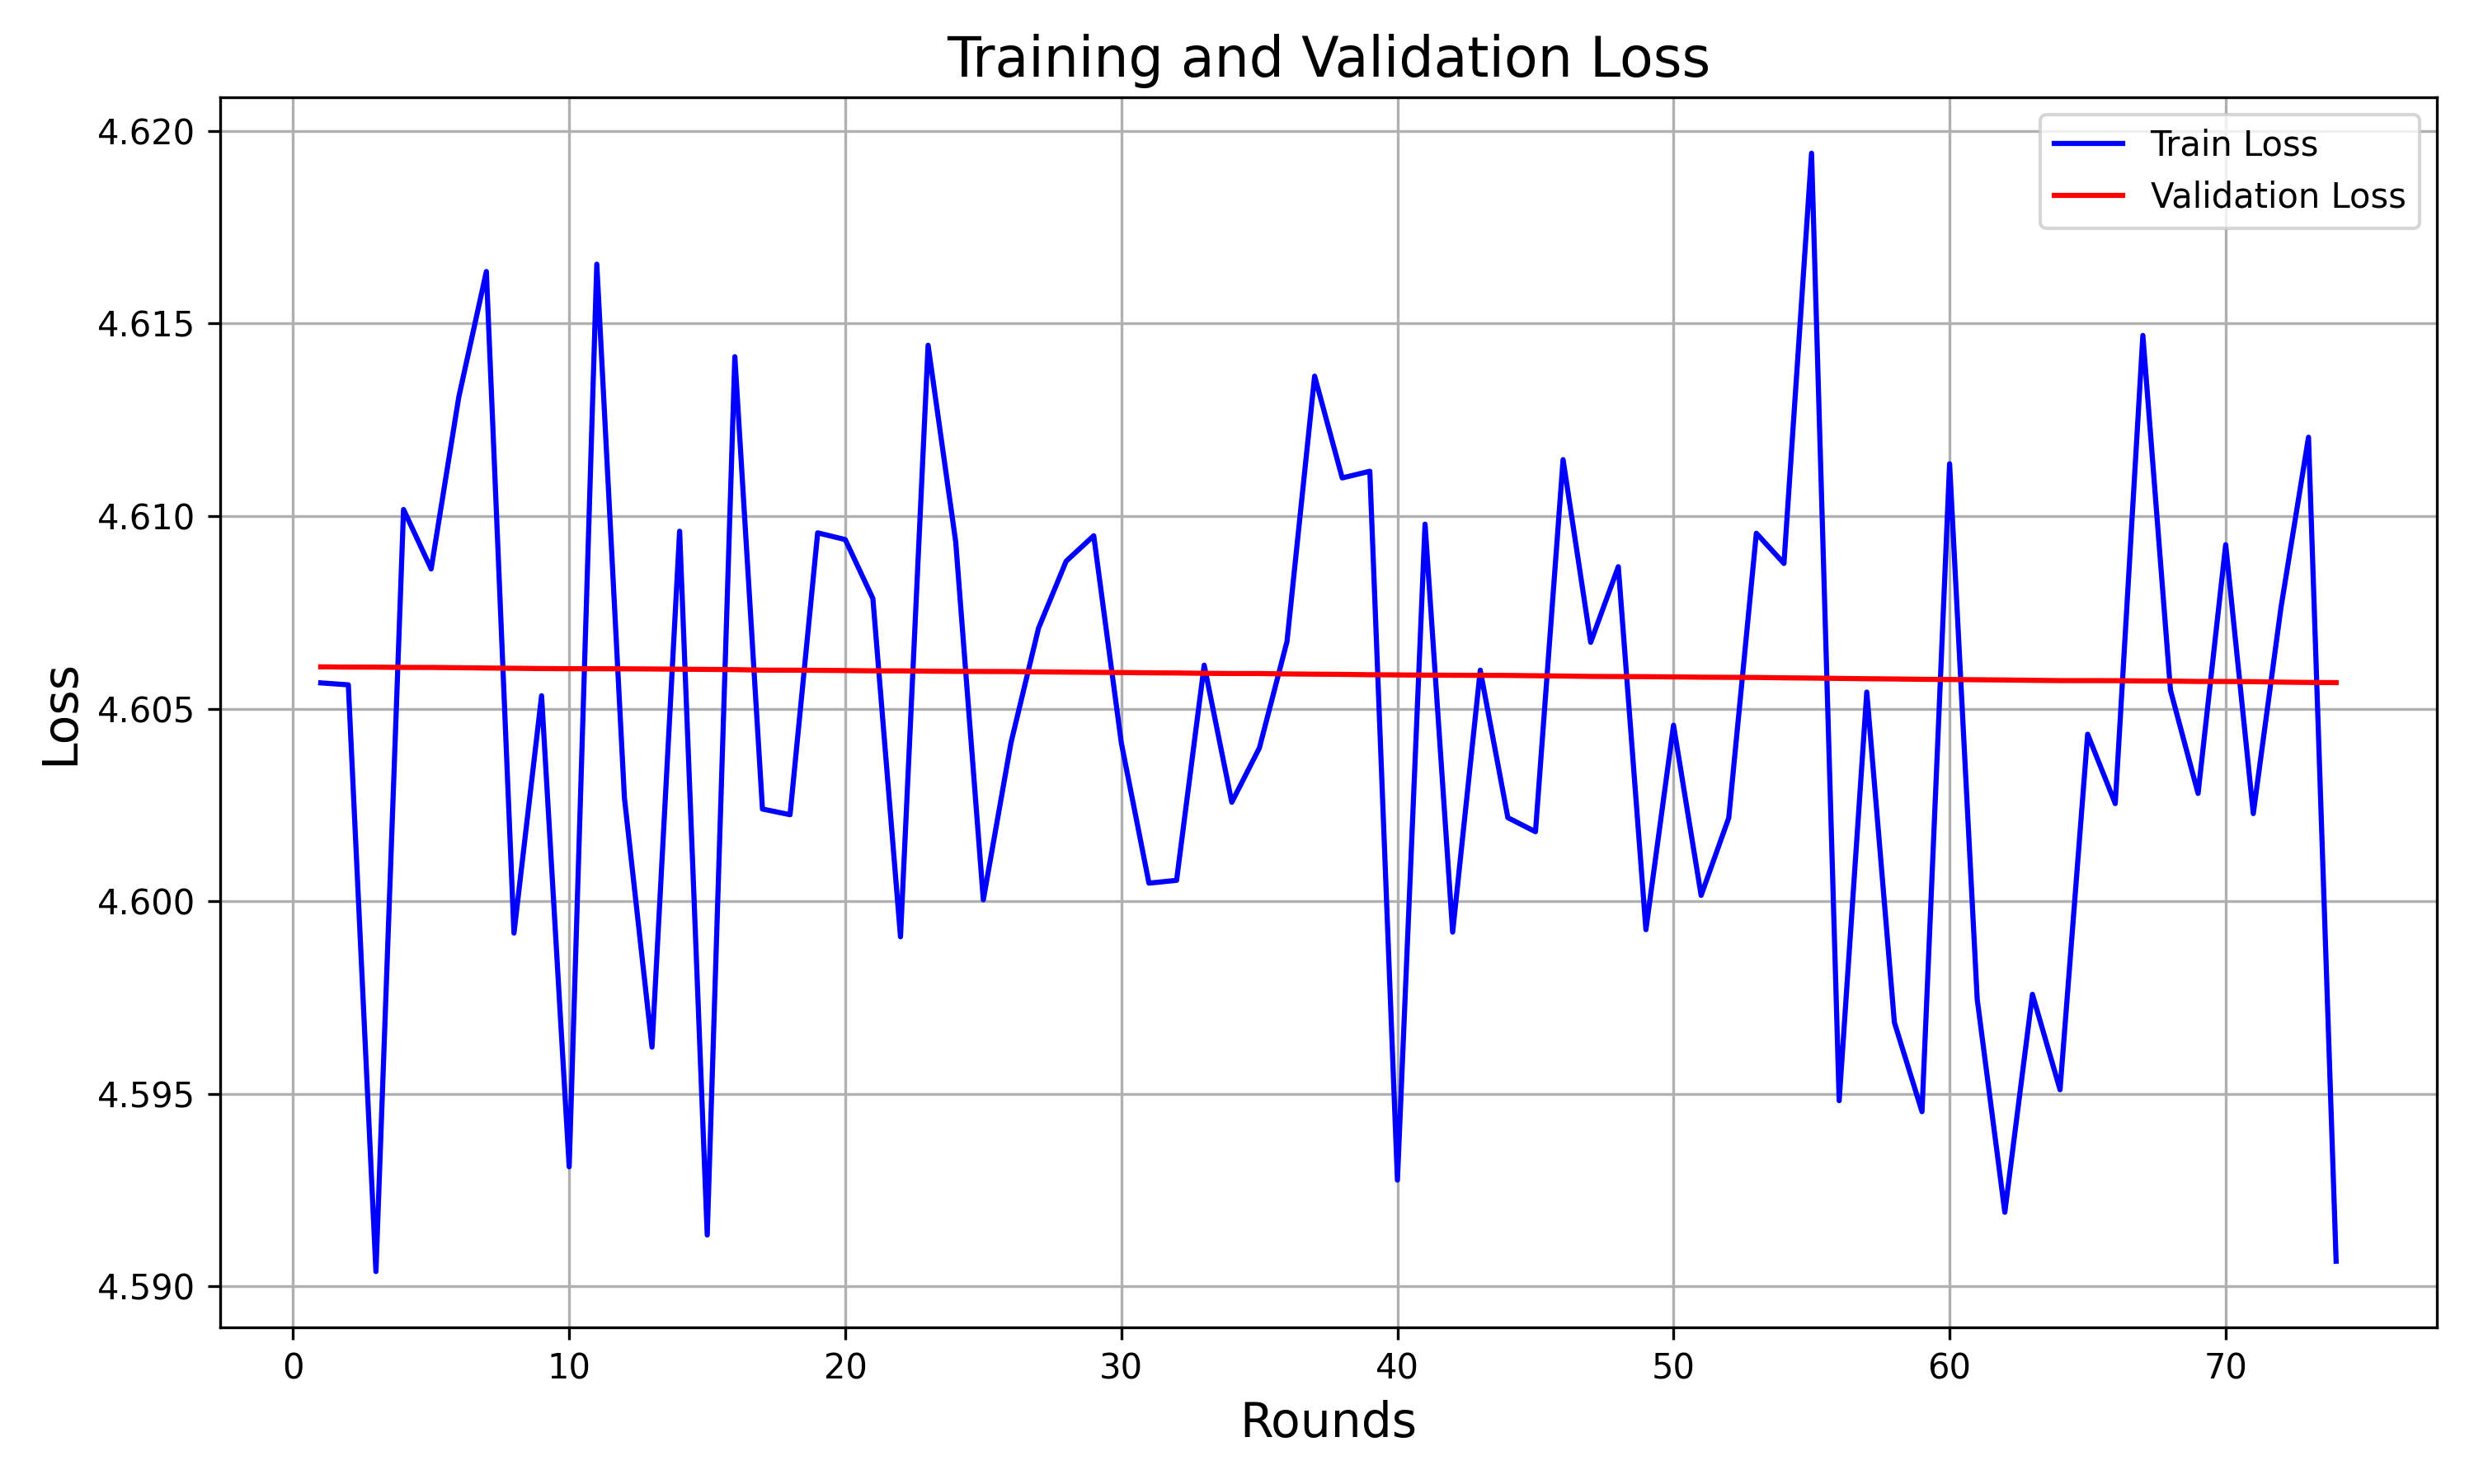 Training and Validation Loss
Train Loss
Validation Loss
4.620
4.615
4.610
4.605
4.600
4.595
4.590
Loss
0 10 20 30 40 50 60 70
Rounds